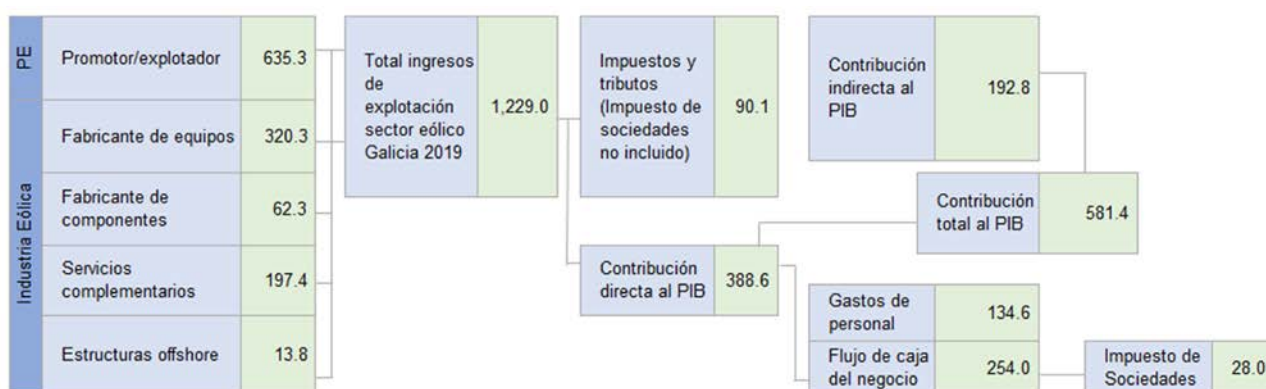 PE
Promotor/explotador
635.3
Industria Eólica
Fabricante de equipos
320.3
Fabricante de
componentes
62.3
Servicios
complementarios
197.4
Estructuras offshore
13.8
Total ingresos
de
explotación
sector eólico
Galicia 2019
1,229.0
Impuestos y
tributos
(Impuesto de
sociedades
no incluido)
90.1
Contribución
indirecta al
PIB
192.8
Contribución
total al PIB
581.4
Contribución
directa al PIB
388.6
Gastos de
personal
134.6
Flujo de caja
del negocio
254.0
Impuesto de
Sociedades
28.0